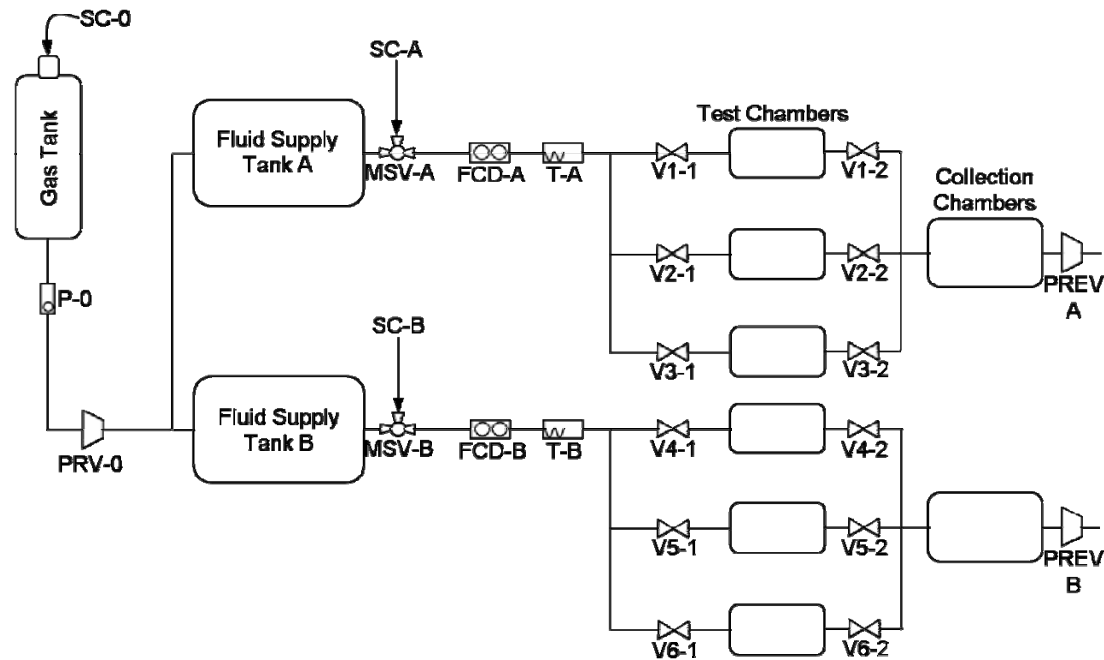 SC-0
Gas Tank
P-0
PRV-0
Fluid Supply
Tank A
SC-A
MSV-A
FCD-A
T-A
Fluid Supply
Tank B
SC-B
MSV-B
FCD-B
T-B
Test Chambers
V1-1
V1-2
V2-1
V2-2
V3-1
V3-2
V4-1
V4-2
V5-1
V5-2
V6-1
V6-2
Collection
Chambers
PREV
A
PREV
B